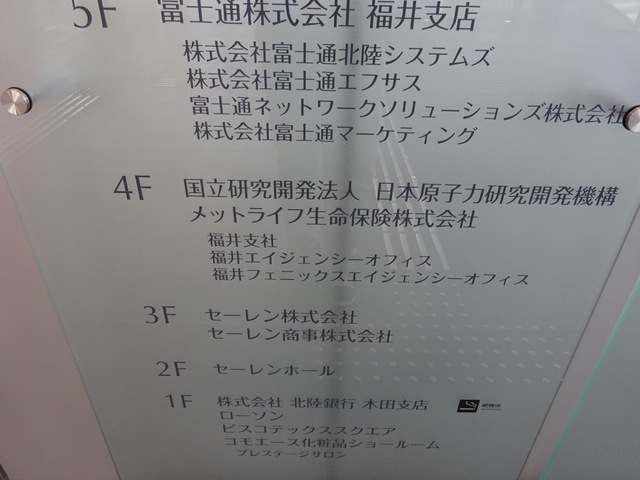 5F 富士通株式会社 福井支店
株式会社富士通北陸システムズ
株式会社富士通エフサス
富士通ネットワークソリューションズ株式会社
株式会社富士通マーケティング
4F 国立研究開発法人 日本原子力研究開発機構
メットライフ生命保険株式会社
福井支社
福井エイジェンシーオフィス
福井フェニックスエイジェンシーオフィス
3F セーレン株式会社
セーレン商事株式会社
2F セーレンホール
1F 株式会社 北陸銀行 木田支店
ローソン
ビスコテックススクエア
コモエース化粧品ショールーム
プレステージサロン